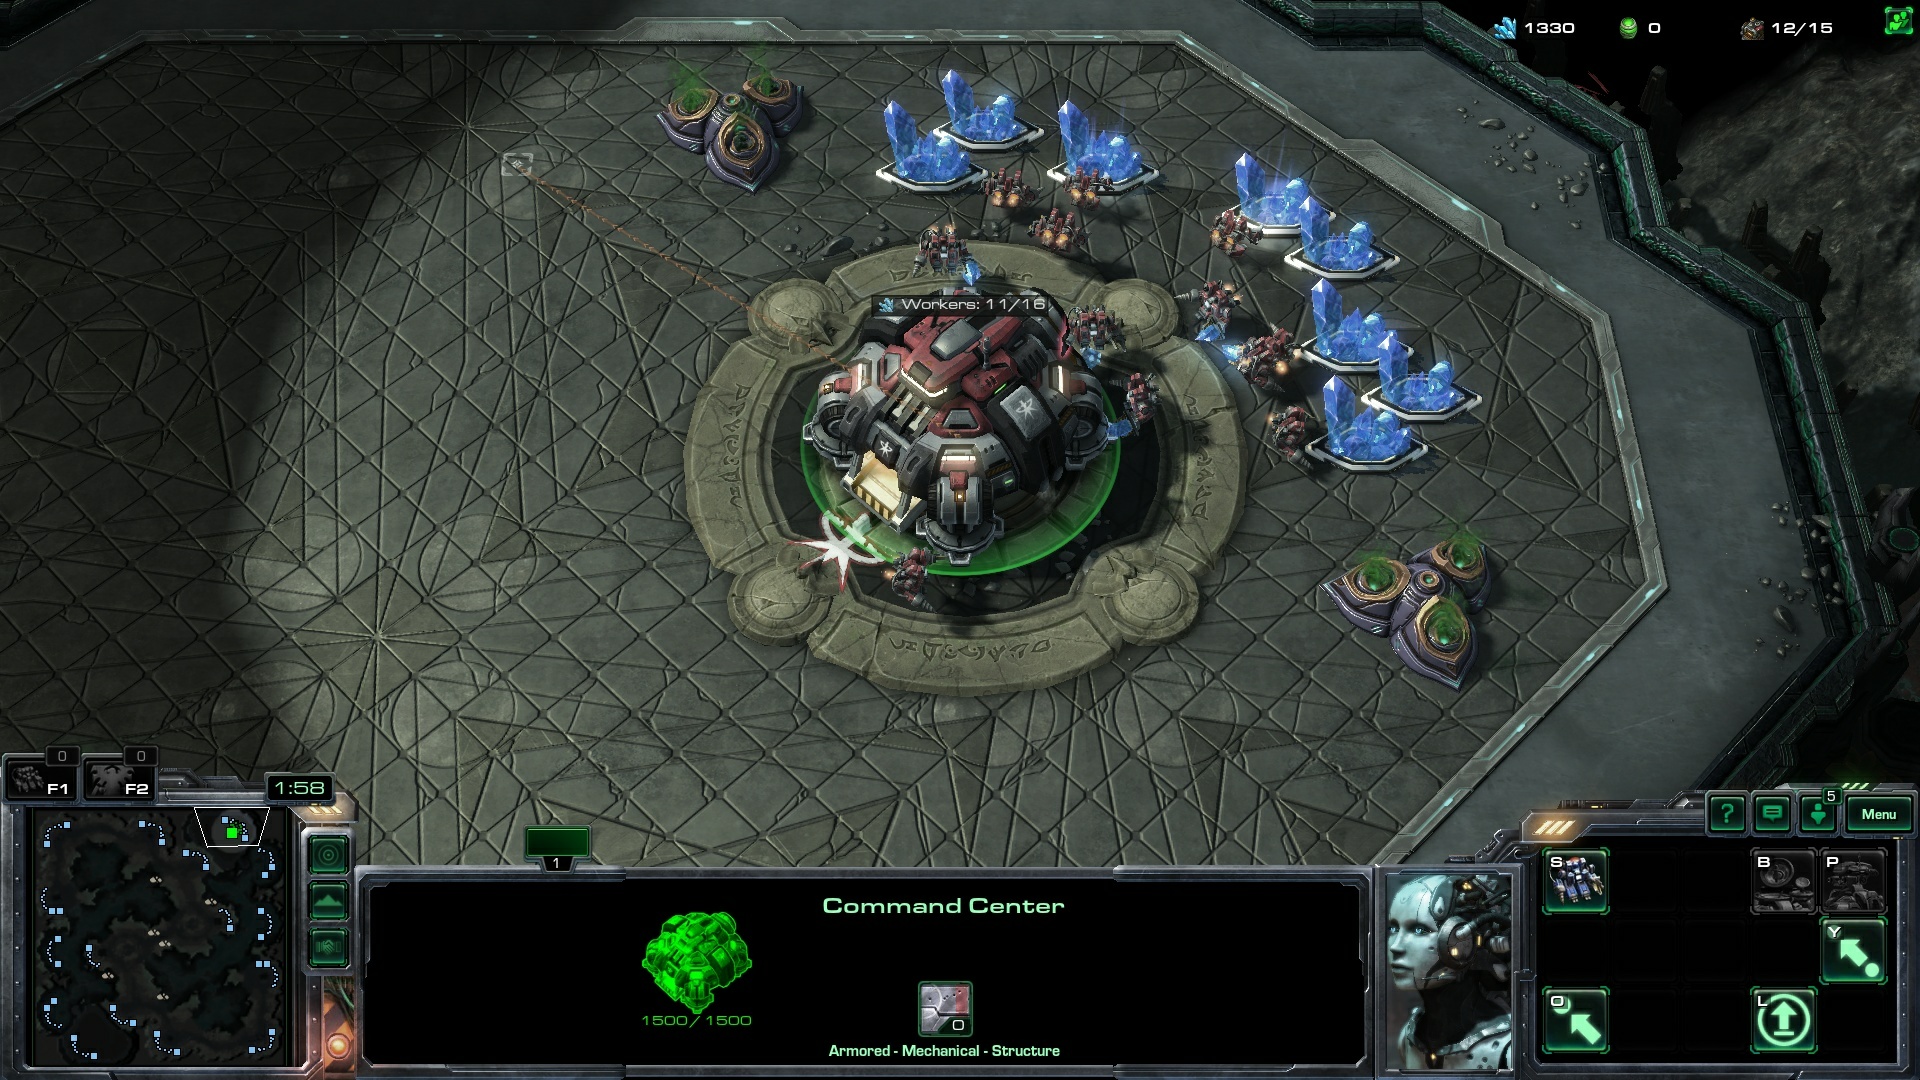 1330 0 12/15
Workers: 11/16
0 0
F1 F2
1:58
1
5
? Menu
Command Center
1500/1500
0
Armored - Mechanical - Structure
S B P
Y
O L